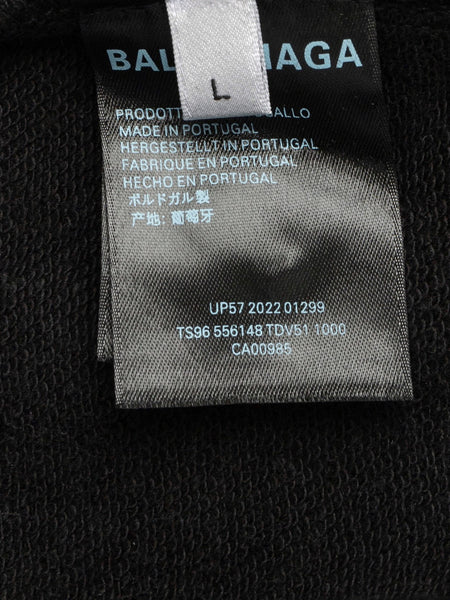 BAL NIAGA
L
PRODOTT GALLO
MADE IN PORTUGAL
HERGESTELLT IN PORTUGAL
FABRIQUE EN PORTUGAL
HECHO EN PORTUGAL
ポルドガル製
产地: 葡萄牙
UP57 2022 01299
TS96 556148 TDV51 1000
CA00985